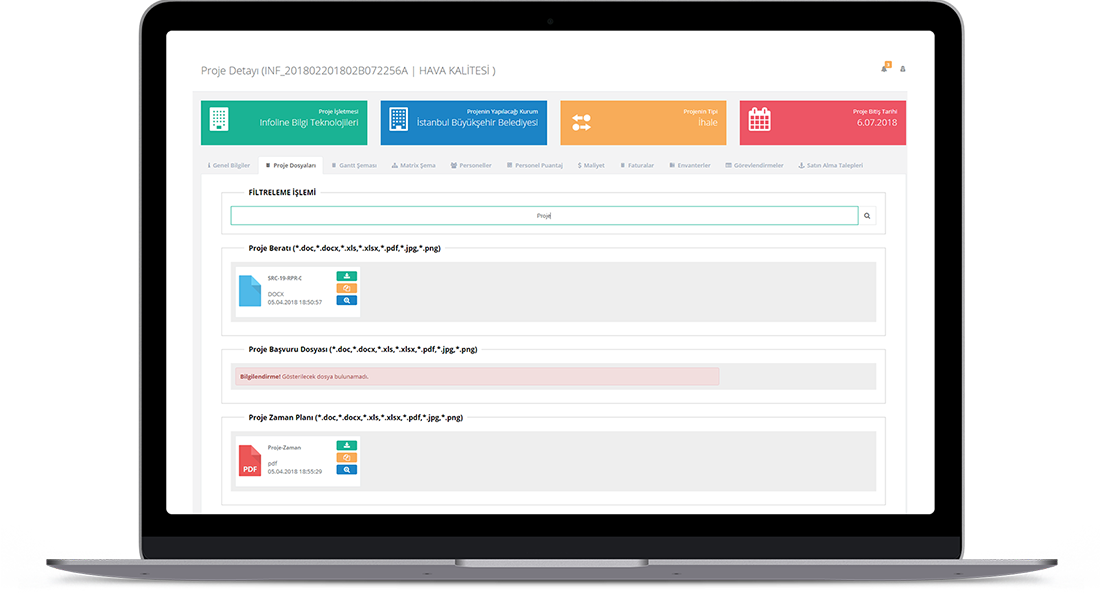 Proje Detayı (INF_201802201802B072256A | HAVA KALİTESİ )
3
Proje İşletmesi
Infoline Bilgi Teknolojileri
Projenin Yapılacağı Kurum
İstanbul Büyükşehir Belediyesi
Projenin Tipi
İhale
Proje Bitiş Tarihi
6.07.2018
Genel Bilgiler
Proje Dosyaları
Gantt Şeması
Matrix Şema
Personeller
Personel Puantaj
$ Maliyet
Faturalar
Envanterler
Görevlendirmeler
Satın Alma Talepleri
FİLTRELEME İŞLEMİ
Proje
Proje Beratı (*.doc,*.docx,*.xls,*.xlsx,*.pdf,*.jpg,*.png)
SRC-19-RPR-C
DOCX
05.04.2018 18:50:57
Proje Başvuru Dosyası (*.doc,*.docx,*.xls,*.xlsx,*.pdf,*.jpg,*.png)
Bilgilendirme! Gösterilecek dosya bulunamadı.
Proje Zaman Planı (*.doc,*.docx,*.xls,*.xlsx,*.pdf,*.jpg,*.png)
PDF
Proje-Zaman
pdf
05.04.2018 18:55:29